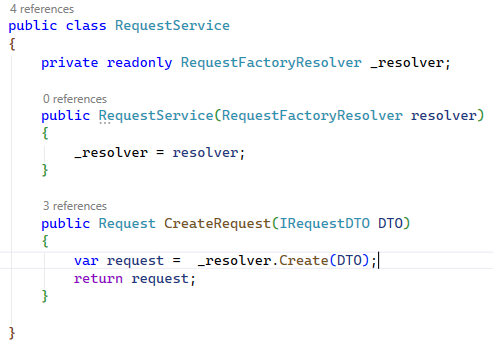 4 references
public class RequestService
{
    private readonly RequestFactoryResolver _resolver;
    0 references
    public RequestService(RequestFactoryResolver resolver)
    {
        _resolver = resolver;
    }
    3 references
    public Request CreateRequest(IRequestDTO DTO)
    {
        var request =  _resolver.Create(DTO);
        return request;
    }
}